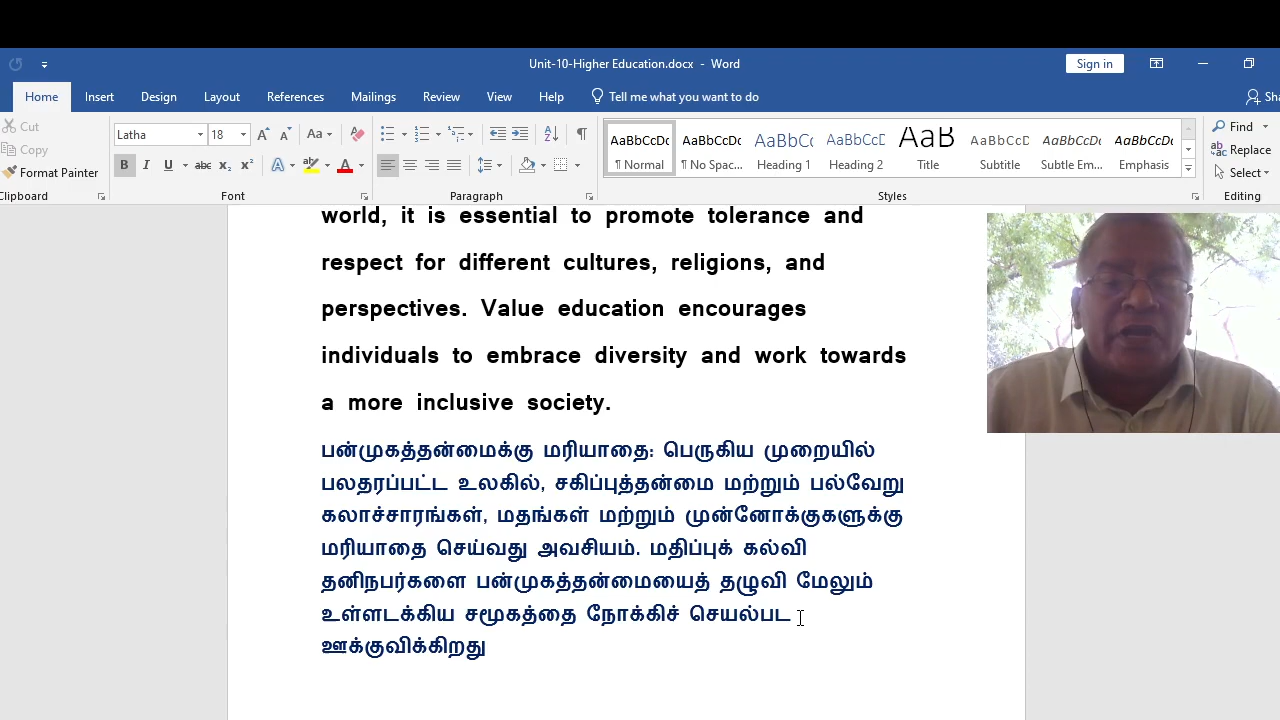 Unit-10-Higher Education.docx - Word
Sign in
Home Insert Design Layout References Mailings Review View Help Tell me what you want to do
Cut
Copy
Format Painter
Clipboard
Latha 18
Font
Paragraph
AaBbCcDc AaBbCcDc AaBbCc AaBbCcD AaB AaBbCcD AaBbCcDc AaBbCcDc
¶ Normal ¶ No Spac... Heading 1 Heading 2 Title Subtitle Subtle Em... Emphasis
Styles
Find
Replace
Select
Editing
world, it is essential to promote tolerance and
respect for different cultures, religions, and
perspectives. Value education encourages
individuals to embrace diversity and work towards
a more inclusive society.
பன்முகத்தன்மைக்கு மரியாதை: பெருகிய முறையில்
பலதரப்பட்ட உலகில், சகிப்புத்தன்மை மற்றும் பல்வேறு
கலாச்சாரங்கள், மதங்கள் மற்றும் முன்னோக்குகளுக்கு
மரியாதை செய்வது அவசியம். மதிப்புக் கல்வி
தனிநபர்களை பன்முகத்தன்மையைத் தழுவி மேலும்
உள்ளடக்கிய சமூகத்தை நோக்கிச் செயல்பட
ஊக்குவிக்கிறது